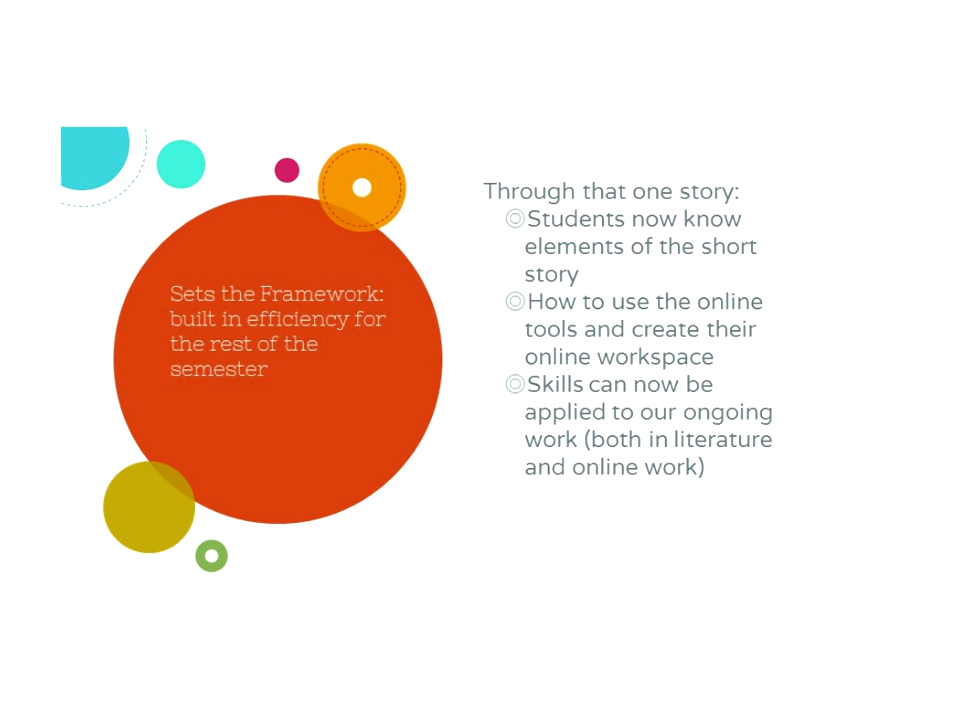 Sets the Framework:
built in efficiency for
the rest of the
semester
Through that one story:
◎Students now know
elements of the short
story
◎How to use the online
tools and create their
online workspace
◎Skills can now be
applied to our ongoing
work (both in literature
and online work)